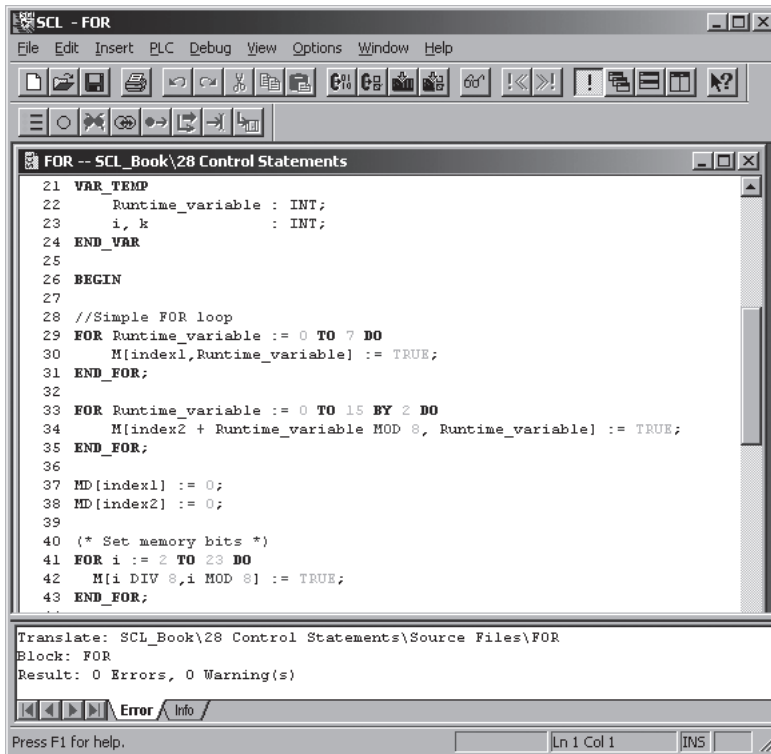 SCL - FOR
File Edit Insert PLC Debug View Options Window Help
FOR -- SCL_Book\28 Control Statements
21 VAR_TEMP
22 Runtime_variable : INT;
23 i, k : INT;
24 END_VAR
25
26 BEGIN
27
28 //Simple FOR loop
29 FOR Runtime_variable := 0 TO 7 DO
30 M[index1,Runtime_variable] := TRUE;
31 END_FOR;
32
33 FOR Runtime_variable := 0 TO 15 BY 2 DO
34 M[index2 + Runtime_variable MOD 8, Runtime_variable] := TRUE;
35 END_FOR;
36
37 MD[index1] := 0;
38 MD[index2] := 0;
39
40 (* Set memory bits *)
41 FOR i := 2 TO 23 DO
42 M[i DIV 8,i MOD 8] := TRUE;
43 END_FOR;
Translate: SCL_Book\28 Control Statements\Source Files\FOR
Block: FOR
Result: 0 Errors, 0 Warning(s)
Error Info
Press F1 for help. Ln 1 Col 1 INS